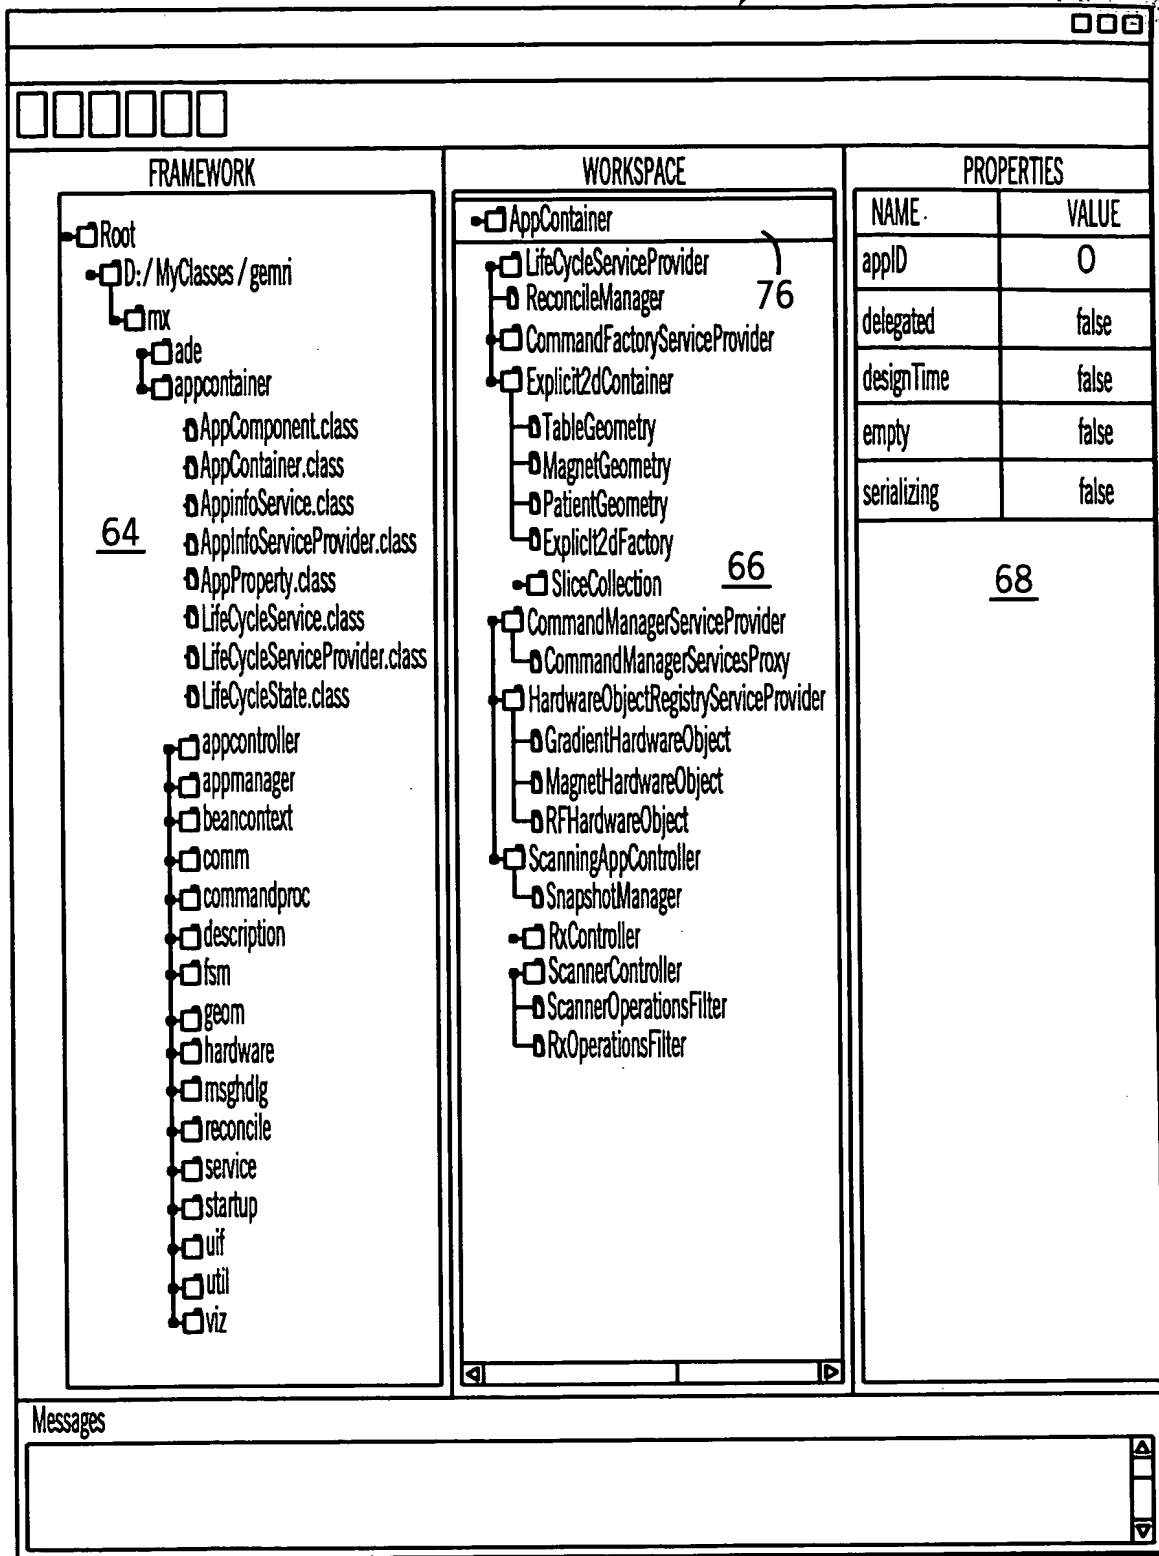 FRAMEWORK
Root
D:/MyClasses/gemri
mx
ade
appcontainer
AppComponent.class
AppContainer.class
AppinfoService.class
AppInfoServiceProvider.class
AppProperty.class
LifeCycleService.class
LifeCycleServiceProvider.class
LifeCycleState.class
64
appcontroller
appmanager
beancontext
comm
commandproc
description
fsm
geom
hardware
msghdlg
reconcile
service
startup
uif
util
viz
WORKSPACE
AppContainer
76
LifeCycleServiceProvider
ReconcileManager
CommandFactoryServiceProvider
Explicit2dContainer
TableGeometry
MagnetGeometry
PatientGeometry
ExplicIt2dFactory
66
SliceCollection
CommandManagerServiceProvider
CommandManagerServicesProxy
HardwareObjectRegistryServiceProvider
GradientHardwareObject
MagnetHardwareObject
RFHardwareObject
ScanningAppController
SnapshotManager
RxController
ScannerController
ScannerOperationsFilter
RxOperationsFilter
PROPERTIES
NAME VALUE
appID 0
delegated false
designTime false
empty false
serializing false
68
Messages